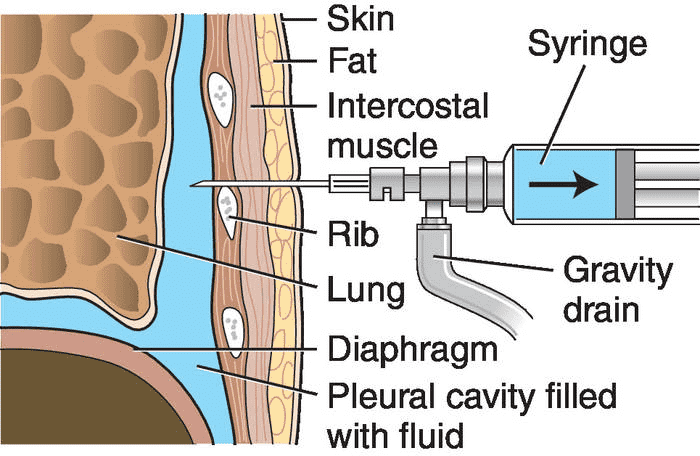 Skin
Fat
Intercostal
muscle
Syringe
Rib
Lung
Gravity
drain
Diaphragm
Pleural cavity filled
with fluid